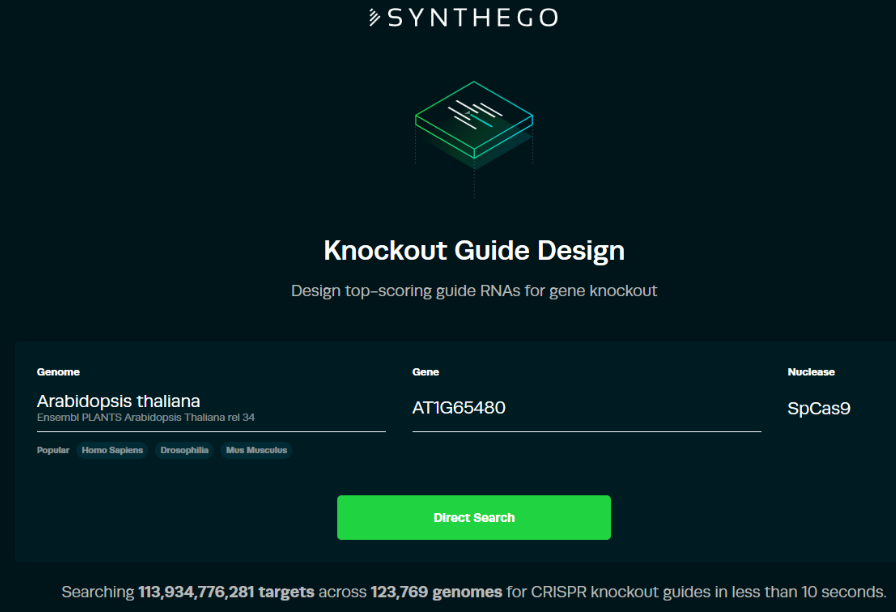 SYNTHEGO
Knockout Guide Design
Design top-scoring guide RNAs for gene knockout
Genome Gene Nuclease
Arabidopsis thaliana
Ensembl PLANTS Arabidopsis Thaliana rel 34
AT1G65480
SpCas9
Popular Homo Sapiens Drosophilia Mus Musculus
Direct Search
Searching 113,934,776,281 targets across 123,769 genomes for CRISPR knockout guides in less than 10 seconds.